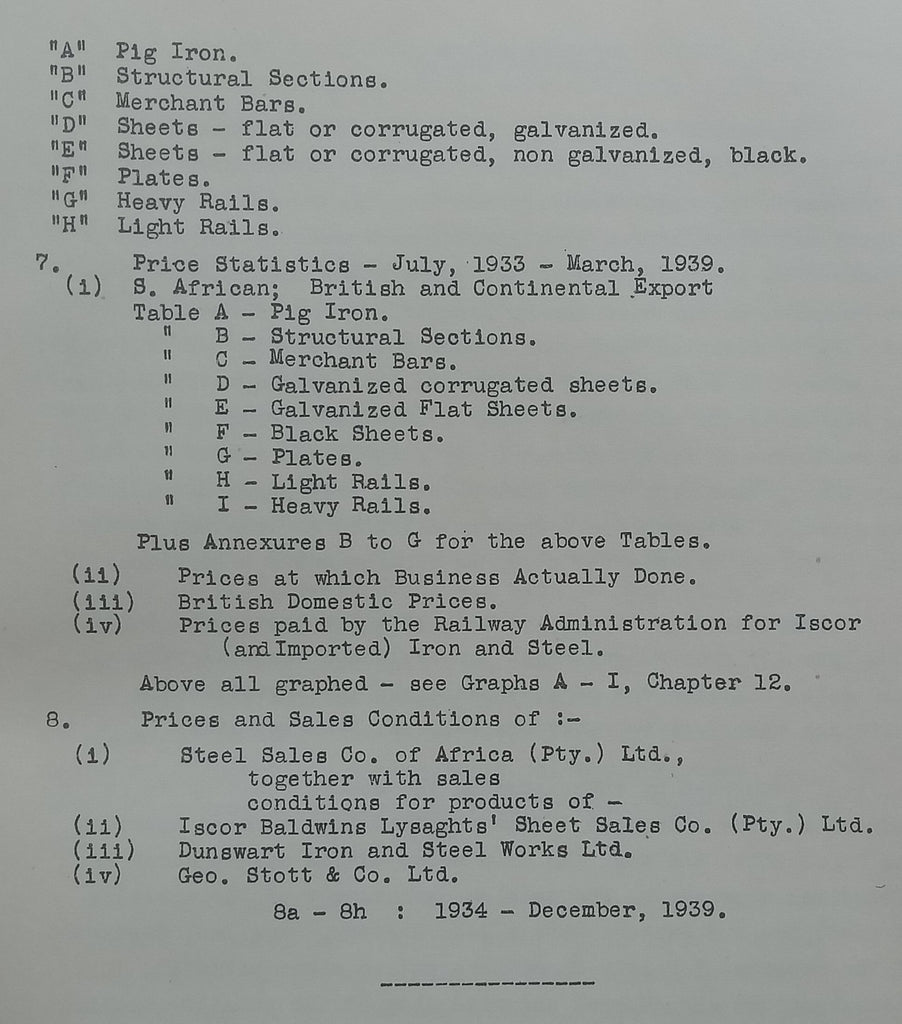 "A" Pig Iron.
"B" Structural Sections.
"C" Merchant Bars.
"D" Sheets - flat or corrugated, galvanized.
"E" Sheets - flat or corrugated, non galvanized, black.
"F" Plates.
"G" Heavy Rails.
"H" Light Rails.
7. Price Statistics - July, 1933 - March, 1939.
(i) S. African; British and Continental Export
Table A - Pig Iron.
" B - Structural Sections.
" C - Merchant Bars.
" D - Galvanized corrugated sheets.
" E - Galvanized Flat Sheets.
" F - Black Sheets.
" G - Plates.
" H - Light Rails.
" I - Heavy Rails.
Plus Annexures B to G for the above Tables.
(ii) Prices at which Business Actually Done.
(iii) British Domestic Prices.
(iv) Prices paid by the Railway Administration for Iscor
(and Imported) Iron and Steel.
Above all graphed - see Graphs A - I, Chapter 12.
8. Prices and Sales Conditions of :-
(i) Steel Sales Co. of Africa (Pty.) Ltd.,
together with sales
conditions for products of -
(ii) Iscor Baldwins Lysaghts' Sheet Sales Co. (Pty.) Ltd.
(iii) Dunswart Iron and Steel Works Ltd.
(iv) Geo. Stott & Co. Ltd.
8a - 8h : 1934 - December, 1939.
----------------